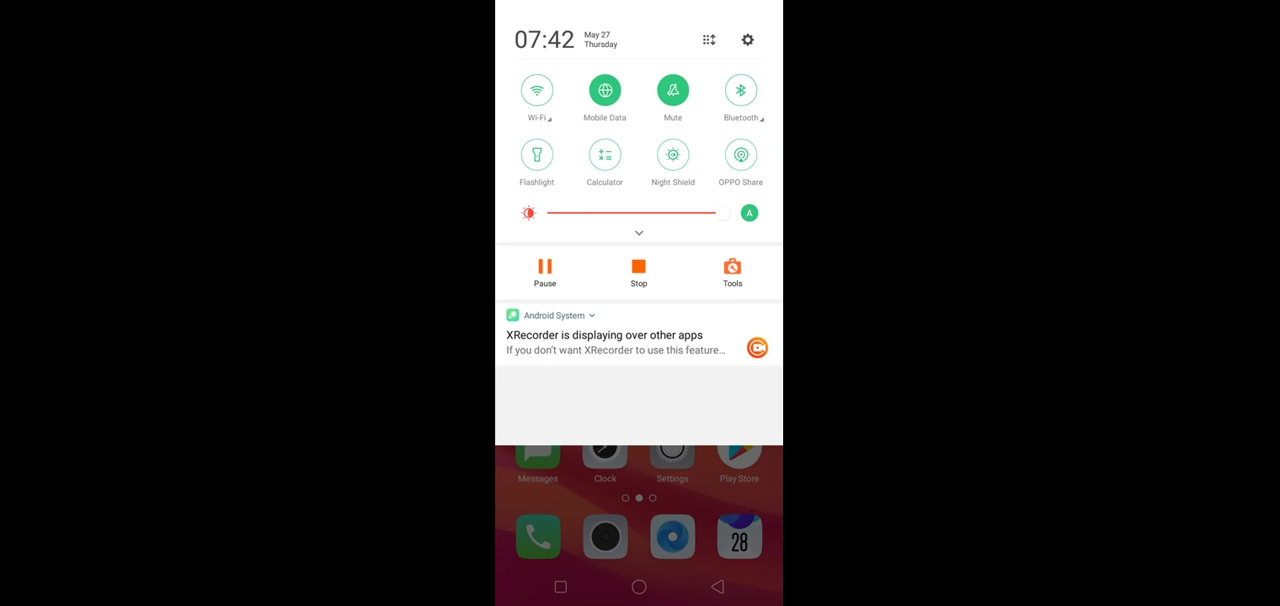 07:42
May 27
Thursday
Wi-Fi
Mobile Data
Mute
Bluetooth
Flashlight
Calculator
Night Shield
OPPO Share
A
Pause
Stop
Tools
Android System
XRecorder is displaying over other apps
If you don't want XRecorder to use this feature...
Messages
Clock
Settings
Play Store
28